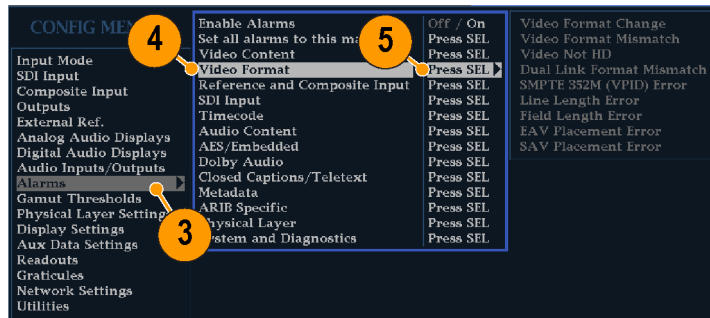 CONFIG
Input Mode
SDI Input
Composite Input
Outputs
External Ref.
Analog Audio Displays
Digital Audio Displays
Audio Inputs/Outputs
Alarms
Gamut Thresholds
Physical Layer
Display Settings
Aux Data Settings
Readouts
Graticules
Network Settings
Utilities
4
3
5
Enable Alarms Off / On
Set all alarms to this Press SEL
Video Content Press SEL
Video Format Press SEL
Reference and Composite Input Press SEL
SDI Input Press SEL
Timecode Press SEL
Audio Content Press SEL
AES/Embedded Press SEL
Dolby Audio Press SEL
Closed Captions/Teletext Press SEL
Metadata Press SEL
ARIB Specific Press SEL
Layer Press SEL
and Diagnostics Press SEL
Video Format Change
Video Format Mismatch
Video Not HD
Dual Link Format Mismatch
SMPTE 352M (VPID) Error
Line Length Error
Field Length Error
EAV Placement Error
SAV Placement Error